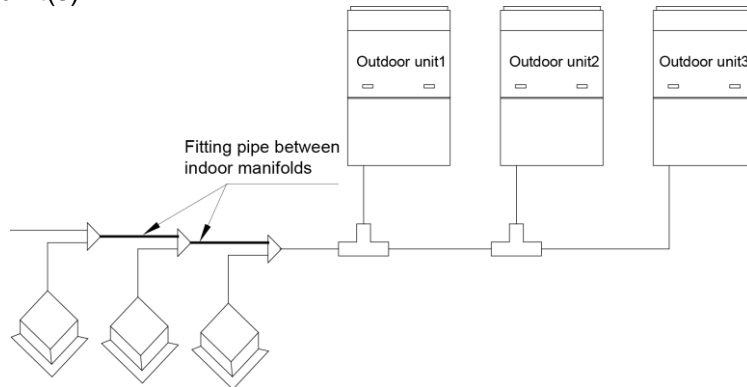 Outdoor unit1
Outdoor unit2
Outdoor unit3
Fitting pipe between
indoor manifolds